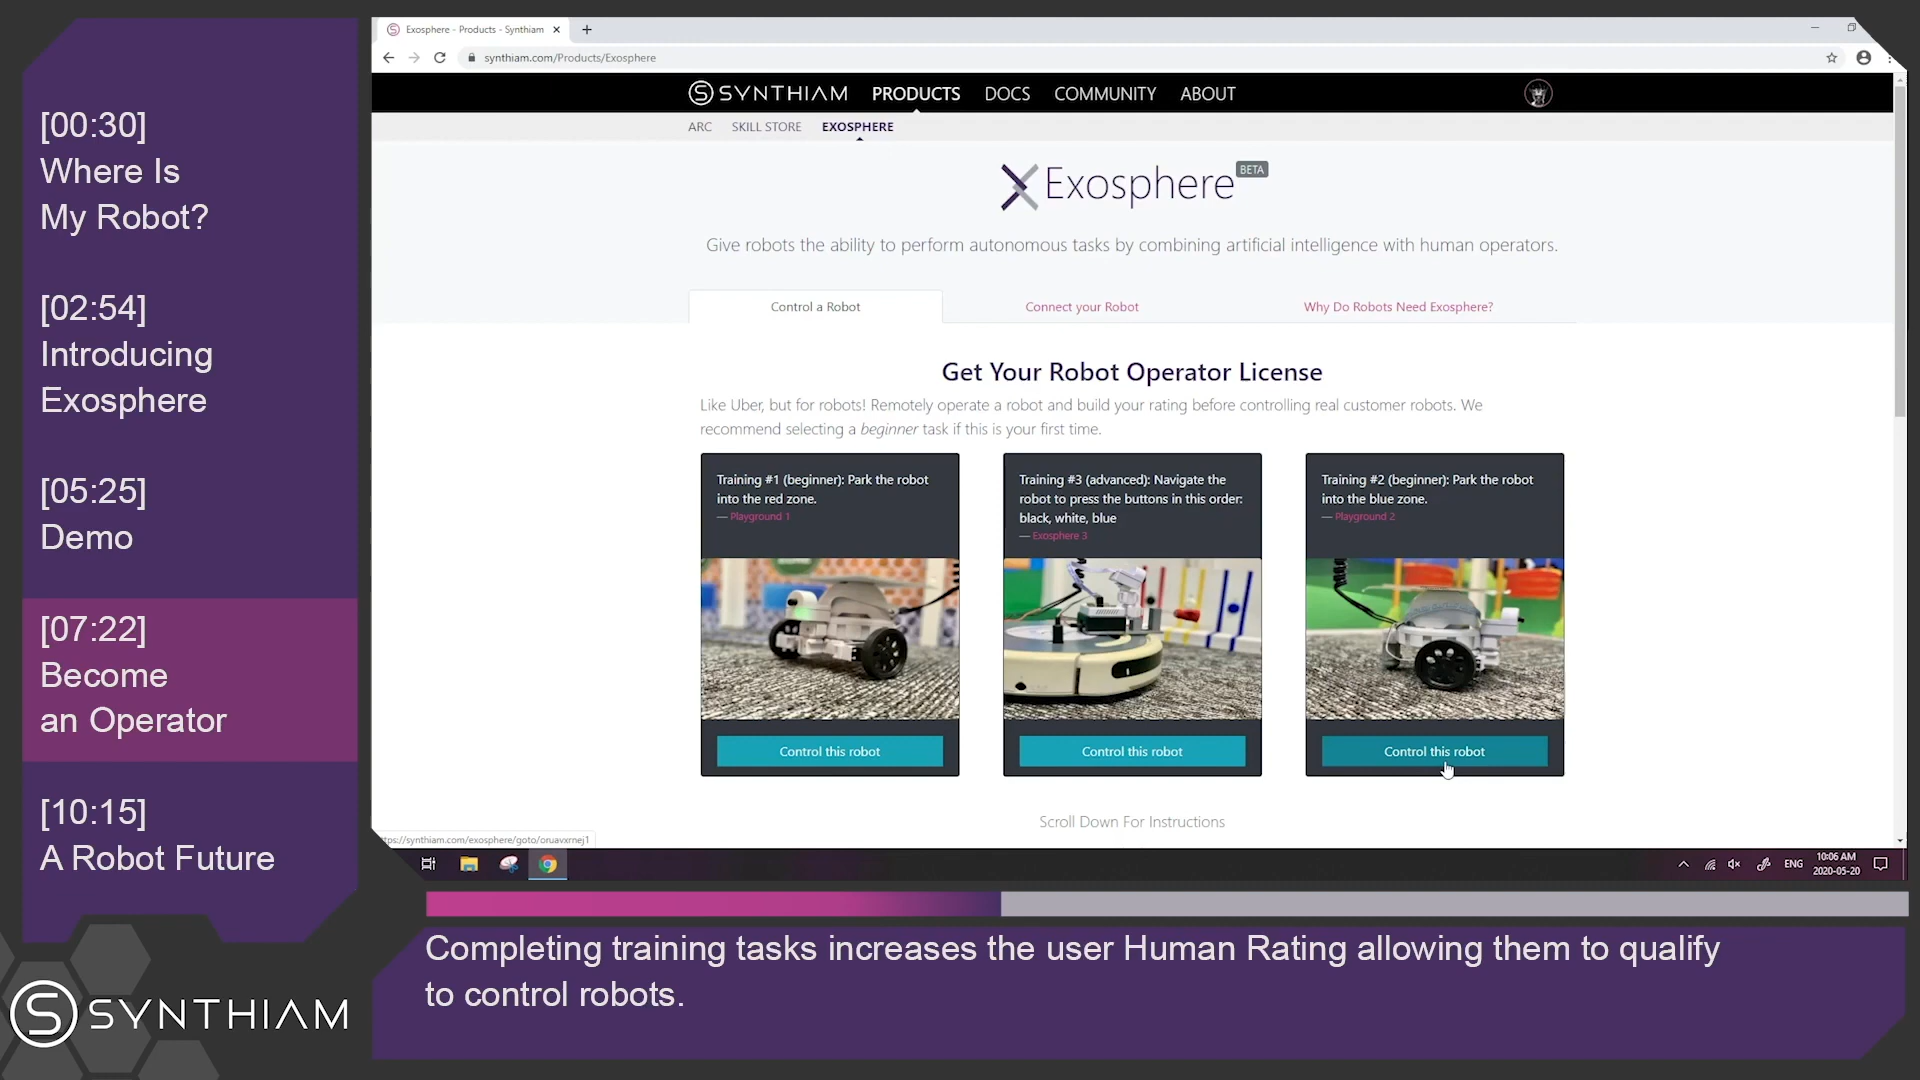 [00:30]
Where Is
My Robot?
[02:54]
Introducing
Exosphere
[05:25]
Demo
[07:22]
Become
an Operator
[10:15]
A Robot Future
SYNTHIAM
Exosphere - Products - Synthiam
synthiam.com/Products/Exosphere
SYNTHIAM PRODUCTS DOCS COMMUNITY ABOUT
ARC SKILL STORE EXOSPHERE
Exosphere BETA
Give robots the ability to perform autonomous tasks by combining artificial intelligence with human operators.
Control a Robot Connect your Robot Why Do Robots Need Exosphere?
Get Your Robot Operator License
Like Uber, but for robots! Remotely operate a robot and build your rating before controlling real customer robots. We
recommend selecting a beginner task if this is your first time.
Training #1 (beginner): Park the robot
into the red zone.
— Playground 1
Control this robot
Training #3 (advanced): Navigate the
robot to press the buttons in this order:
black, white, blue
— Exosphere 3
Control this robot
Training #2 (beginner): Park the robot
into the blue zone.
— Playground 2
Control this robot
Scroll Down For Instructions
tps://synthiam.com/exosphere/goto/oruavxrnej1
ENG
10:06 AM
2020-05-20
Completing training tasks increases the user Human Rating allowing them to qualify
to control robots.